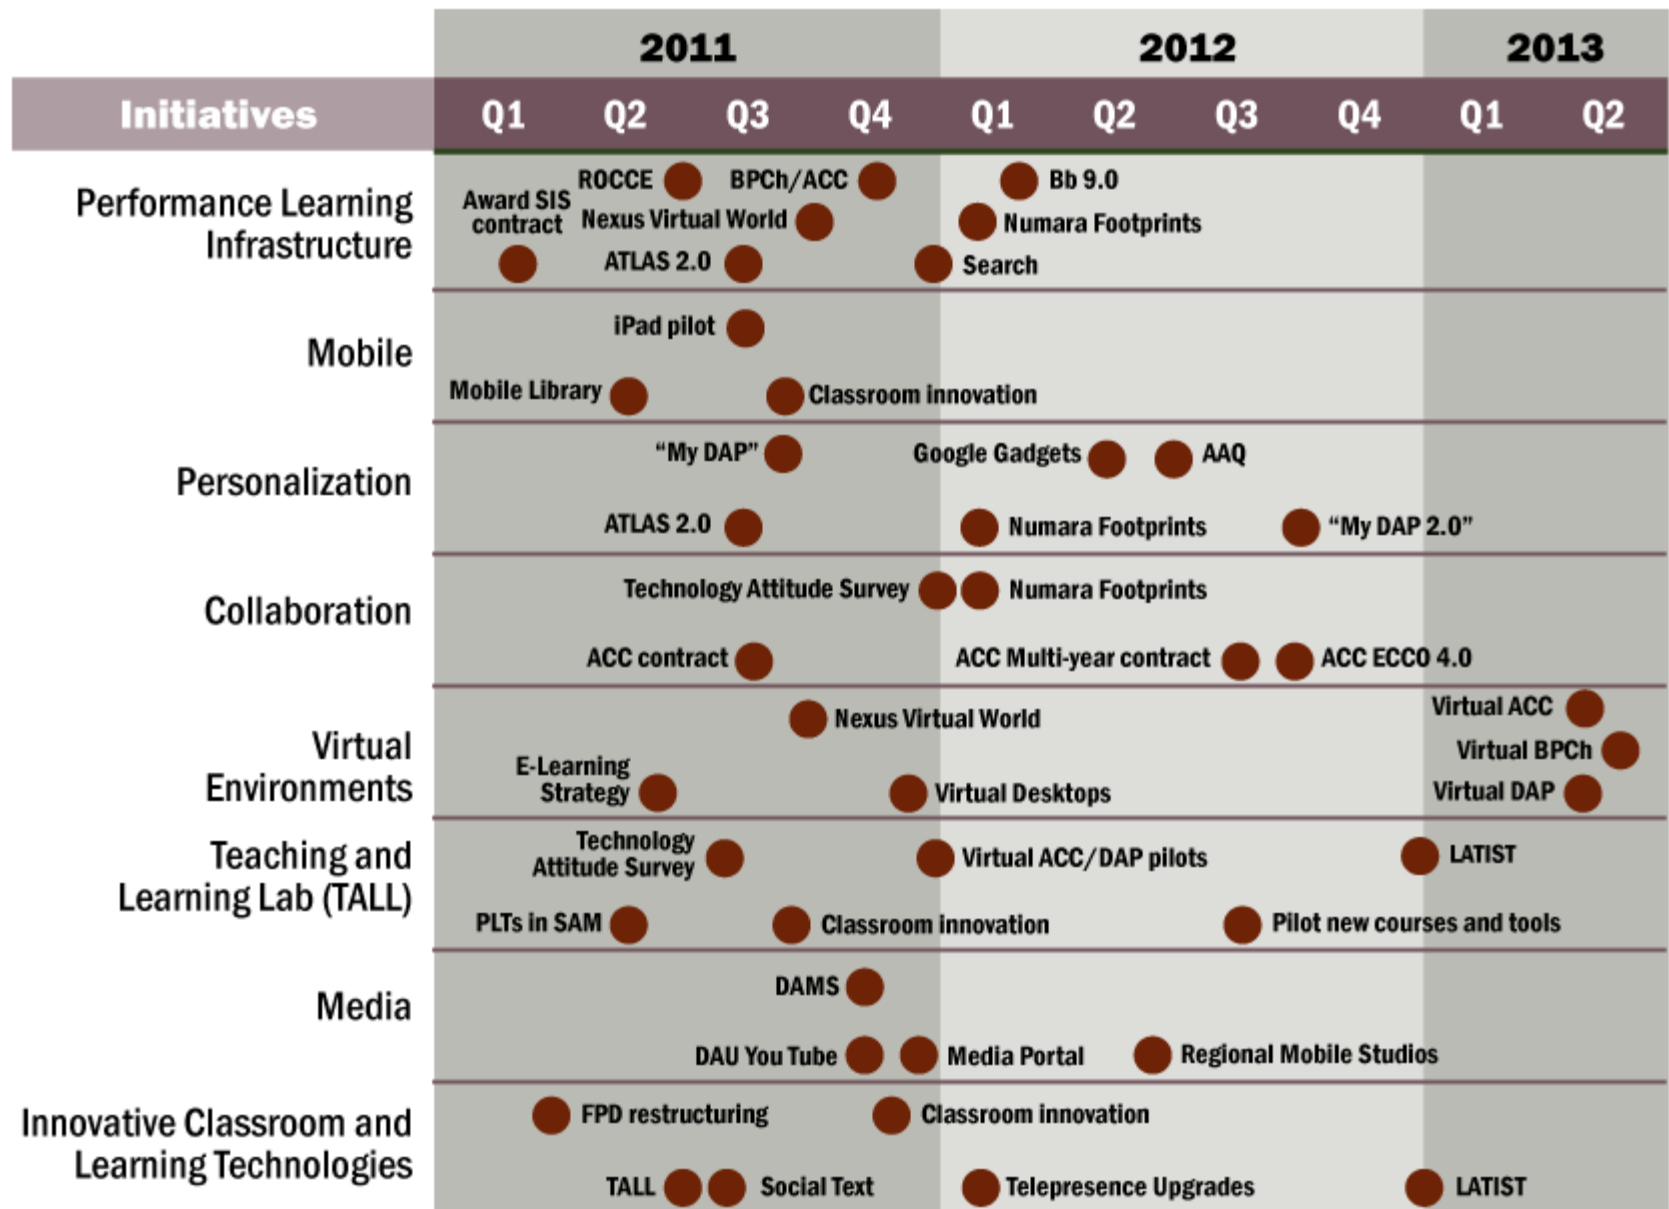 2011 2012 2013
Initiatives Q1 Q2 Q3 Q4 Q1 Q2 Q3 Q4 Q1 Q2
Performance Learning
Infrastructure
ROCCE BPCh/ACC Bb 9.0
Award SIS
contract
Nexus Virtual World Numara Footprints
ATLAS 2.0 Search
Mobile
iPad pilot
Mobile Library Classroom innovation
Personalization
“My DAP” Google Gadgets AAQ
ATLAS 2.0 Numara Footprints “My DAP 2.0”
Collaboration
Technology Attitude Survey Numara Footprints
ACC contract ACC Multi-year contract ACC ECCO 4.0
Virtual
Environments
Nexus Virtual World Virtual ACC
Virtual BPCh
E-Learning
Strategy
Virtual Desktops Virtual DAP
Teaching and
Learning Lab (TALL)
Technology
Attitude Survey
Virtual ACC/DAP pilots LATIST
PLTs in SAM Classroom innovation Pilot new courses and tools
Media
DAMS
DAU You Tube Media Portal Regional Mobile Studios
Innovative Classroom and
Learning Technologies
FPD restructuring Classroom innovation
TALL Social Text Telepresence Upgrades LATIST